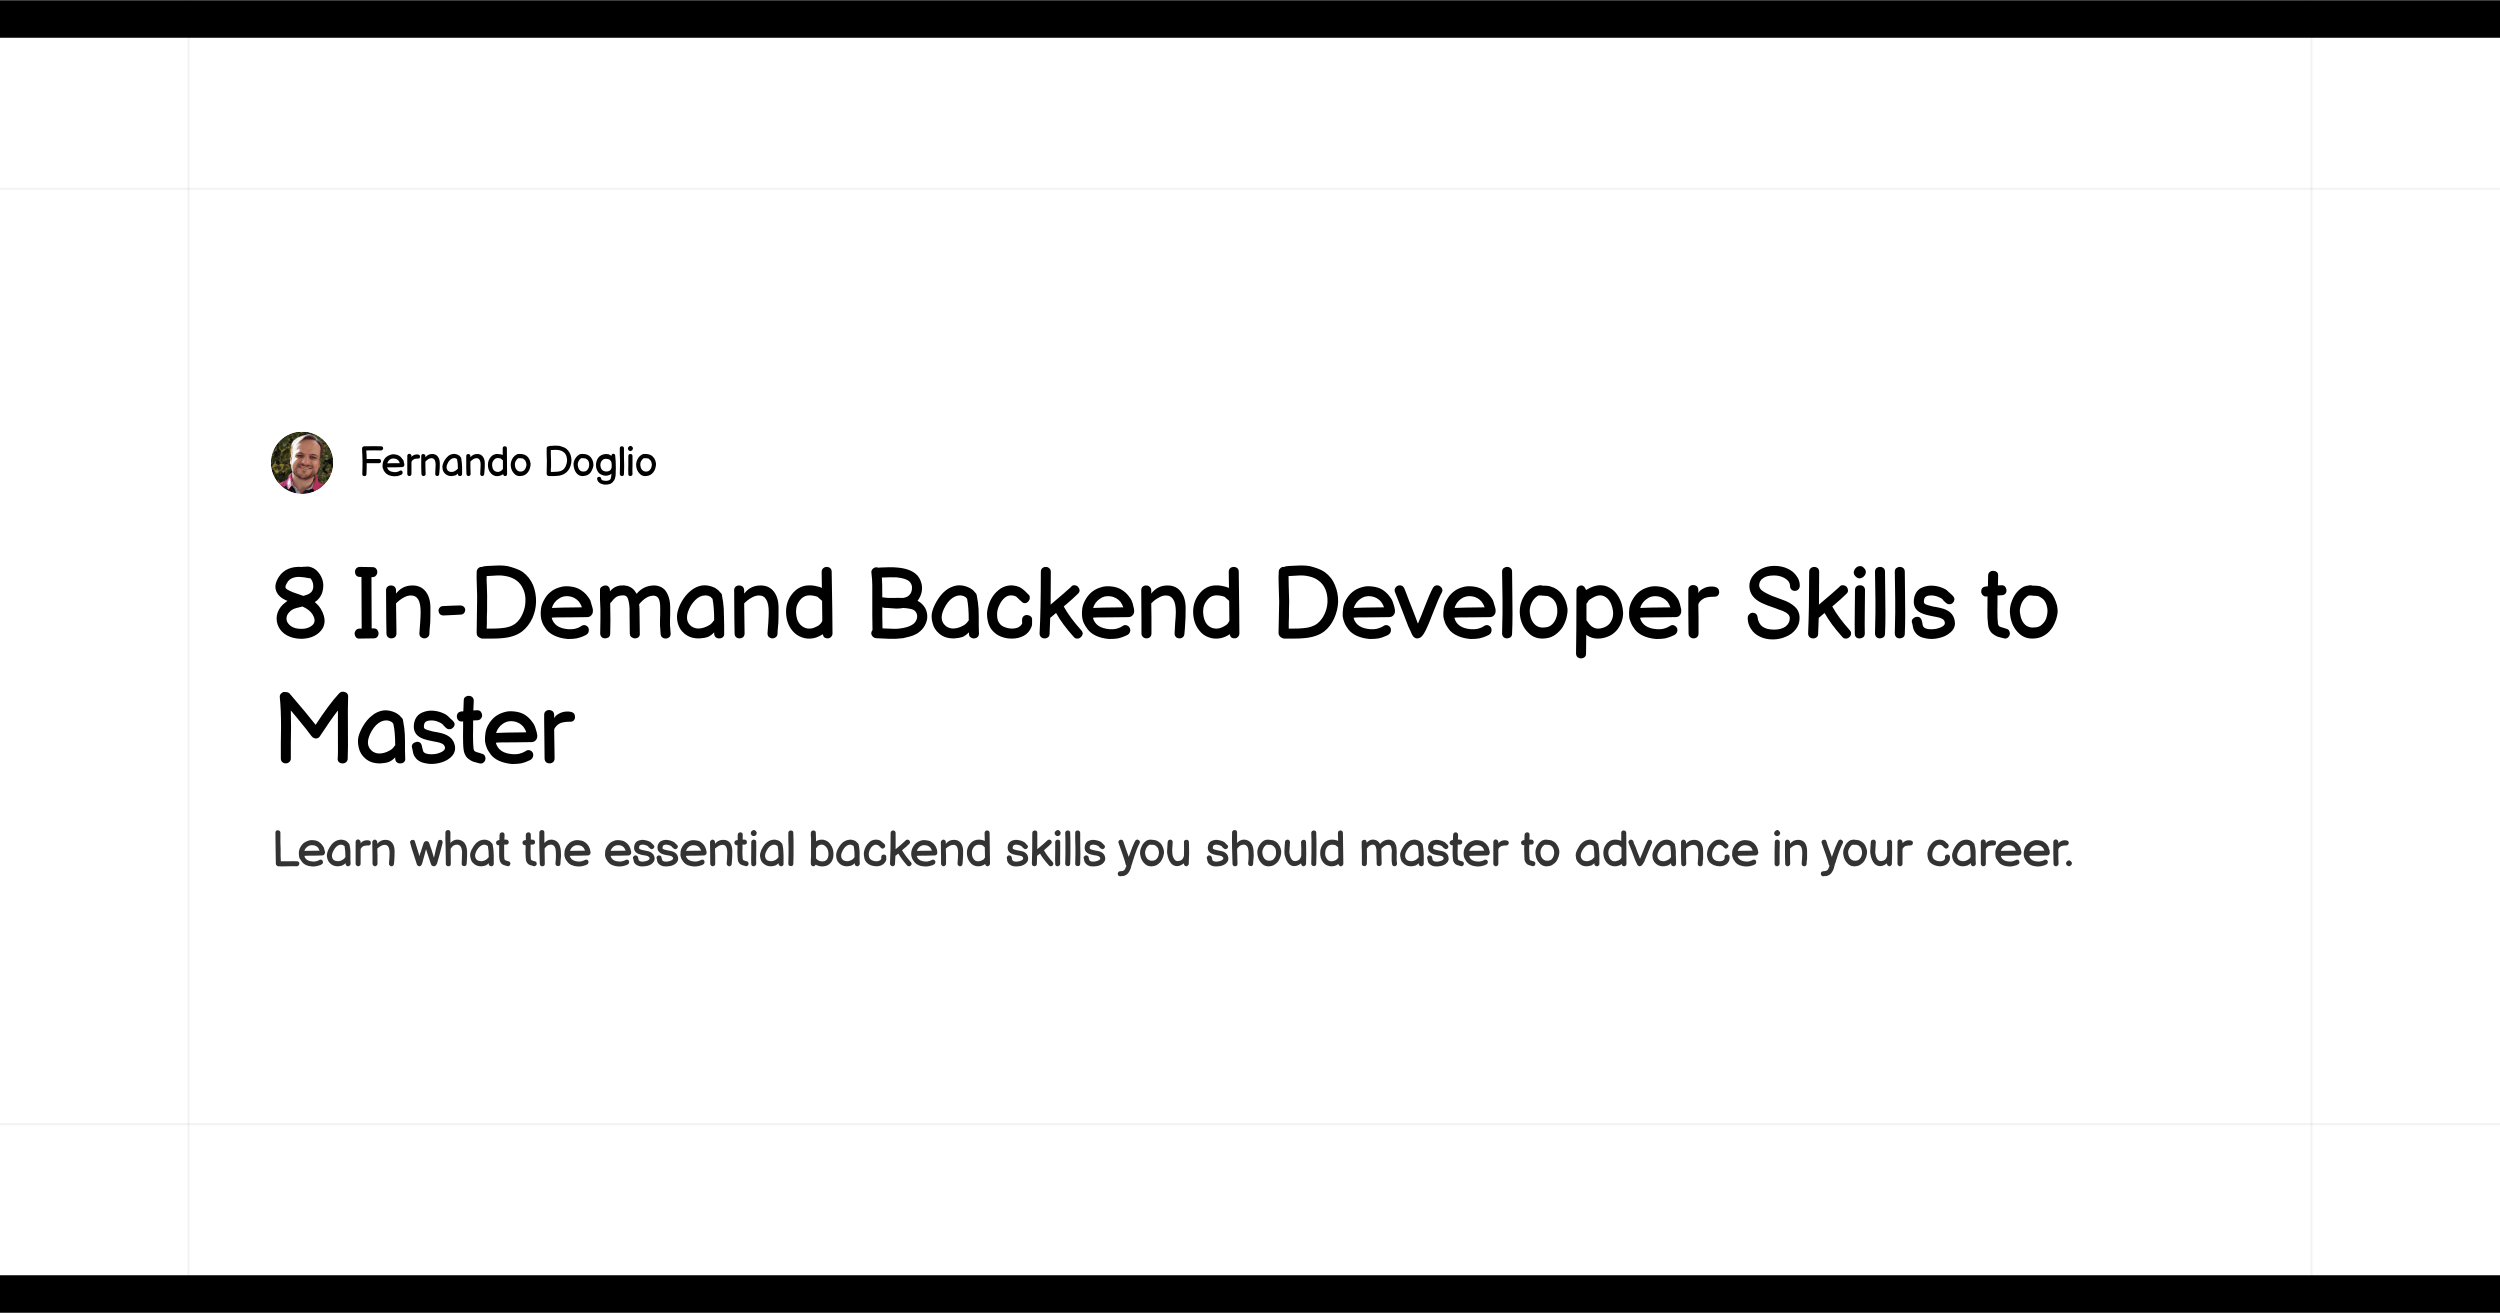 Fernando Doglio
8 In-Demand Backend Developer Skills to
Master
Learn what the essential backend skills you should master to advance in your career.